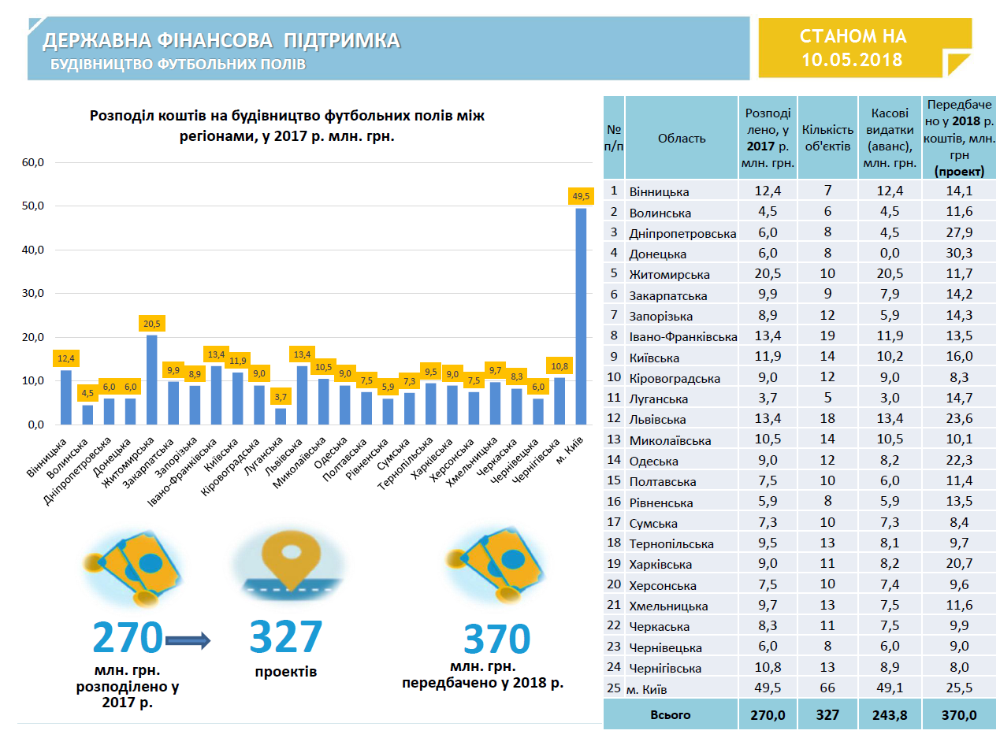 ДЕРЖАВНА ФІНАНСОВА ПІДТРИМКА
БУДІВНИЦТВО ФУТБОЛЬНИХ ПОЛІВ
СТАНОМ НА
10.05.2018
Розподіл коштів на будівництво футбольних полів між
регіонами, у 2017 р. млн. грн.
60,0
50,0
40,0
30,0
20,0
10,0
0,0
12,4
4,5
6,0
6,0
20,5
9,9
8,9
13,4
11,9
9,0
3,7
13,4
10,5
9,0
7,5
5,9
7,3
9,5
9,0
7,5
9,7
8,3
6,0
10,8
49,5
Вінницька
Волинська
Дніпропетровська
Донецька
Житомирська
Закарпатська
Запорізька
Івано-Франківська
Київська
Кіровоградська
Луганська
Львівська
Миколаївська
Одеська
Полтавська
Рівненська
Сумська
Тернопільська
Харківська
Херсонська
Хмельницька
Черкаська
Чернівецька
Чернігівська
м. Київ
270
млн. грн.
розподілено у
2017 р.
327
проектів
370
млн. грн.
передбачено у 2018 р.
№
п/п
Область
Розподі
лено, у
2017 р.
млн. грн.
Кількість
об'єктів
Касові
видатки
(аванс),
млн. грн.
Передбаче
но у 2018 р.
коштів, млн.
грн
(проект)
1 Вінницька 12,4 7 12,4 14,1
2 Волинська 4,5 6 4,5 11,6
3 Дніпропетровська 6,0 8 4,5 27,9
4 Донецька 6,0 8 0,0 30,3
5 Житомирська 20,5 10 20,5 11,7
6 Закарпатська 9,9 9 7,9 14,2
7 Запорізька 8,9 12 5,9 14,3
8 Івано-Франківська 13,4 19 11,9 13,5
9 Київська 11,9 14 10,2 16,0
10 Кіровоградська 9,0 12 9,0 8,3
11 Луганська 3,7 5 3,0 14,7
12 Львівська 13,4 18 13,4 23,6
13 Миколаївська 10,5 14 10,5 10,1
14 Одеська 9,0 12 8,2 22,3
15 Полтавська 7,5 10 6,0 11,4
16 Рівненська 5,9 8 5,9 13,5
17 Сумська 7,3 10 7,3 8,4
18 Тернопільська 9,5 13 8,1 9,7
19 Харківська 9,0 11 8,2 20,7
20 Херсонська 7,5 10 7,4 9,6
21 Хмельницька 9,7 13 7,5 11,6
22 Черкаська 8,3 11 7,5 9,9
23 Чернівецька 6,0 8 6,0 9,0
24 Чернігівська 10,8 13 8,9 8,0
25 м. Київ 49,5 66 49,1 25,5
Всього 270,0 327 243,8 370,0